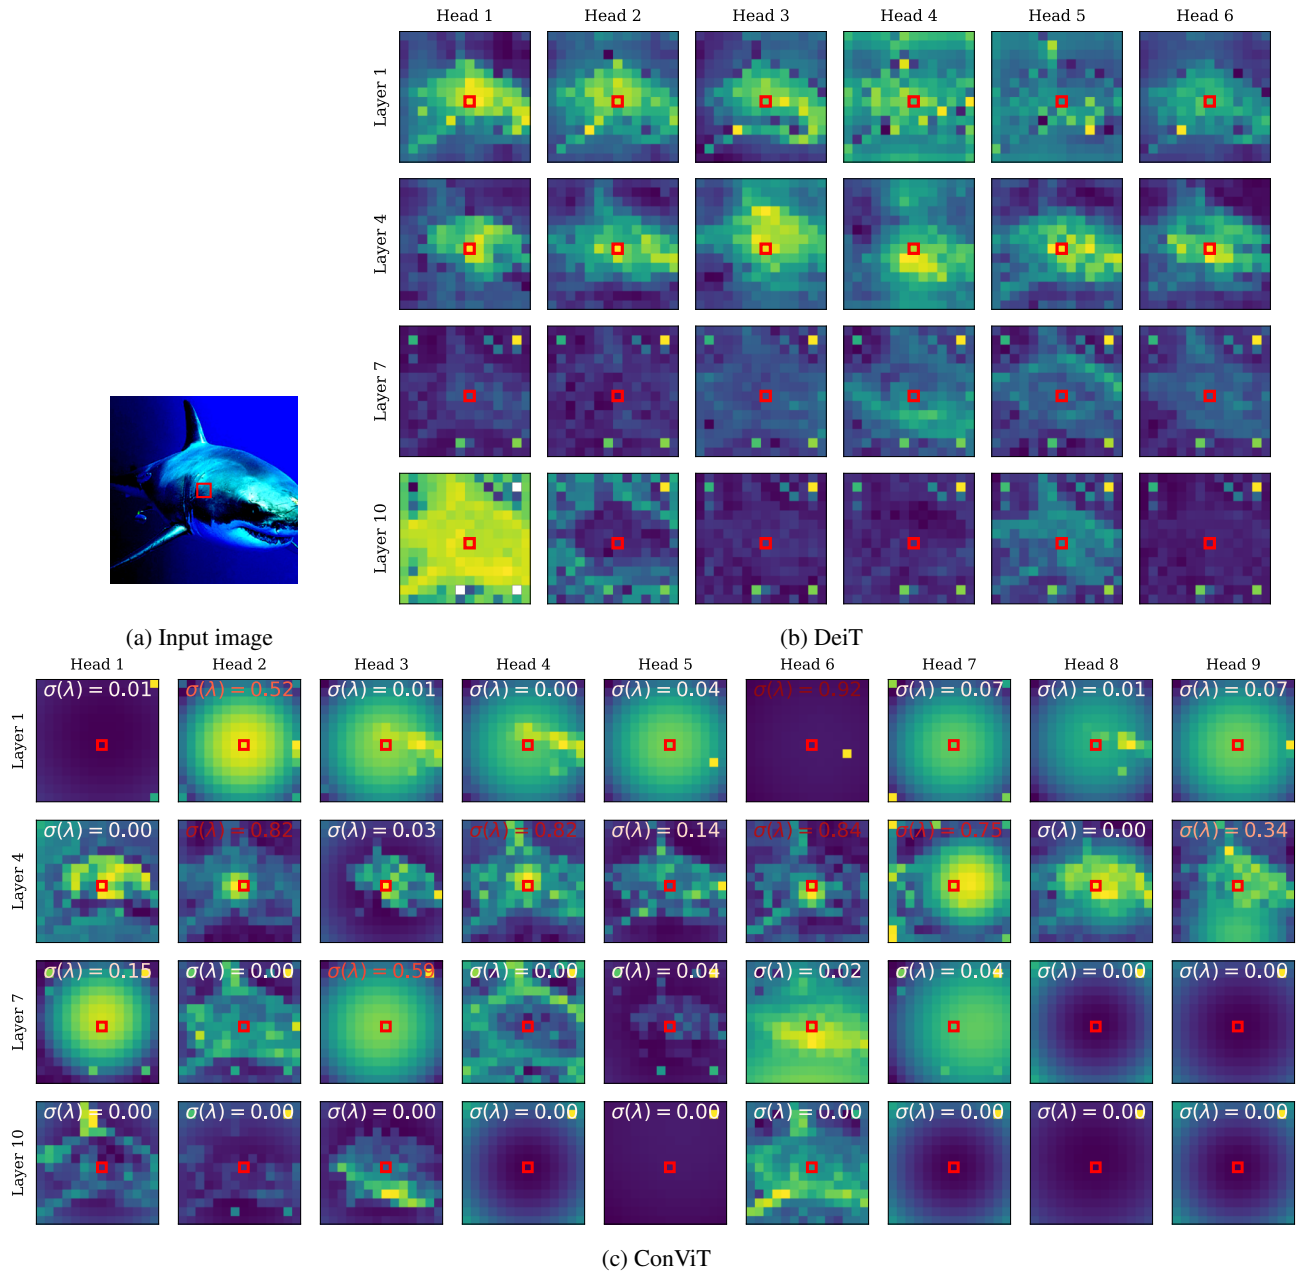 Head 1 Head 2 Head 3 Head 4 Head 5 Head 6
Layer 1
Layer 4
Layer 7
Layer 10
(a) Input image
(b) DeiT
Head 1 Head 2 Head 3 Head 4 Head 5 Head 6 Head 7 Head 8 Head 9
Layer 1
σ(λ) = 0.01 σ(λ) = 0.52 σ(λ) = 0.01 σ(λ) = 0.00 σ(λ) = 0.04 σ(λ) = 0.92 σ(λ) = 0.07 σ(λ) = 0.01 σ(λ) = 0.07
Layer 4
σ(λ) = 0.00 σ(λ) = 0.82 σ(λ) = 0.03 σ(λ) = 0.82 σ(λ) = 0.14 σ(λ) = 0.84 σ(λ) = 0.75 σ(λ) = 0.00 σ(λ) = 0.34
Layer 7
σ(λ) = 0.15 σ(λ) = 0.00 σ(λ) = 0.59 σ(λ) = 0.00 σ(λ) = 0.04 σ(λ) = 0.02 σ(λ) = 0.04 σ(λ) = 0.00 σ(λ) = 0.00
Layer 10
σ(λ) = 0.00 σ(λ) = 0.00 σ(λ) = 0.00 σ(λ) = 0.00 σ(λ) = 0.00 σ(λ) = 0.00 σ(λ) = 0.00 σ(λ) = 0.00 σ(λ) = 0.00
(c) ConViT